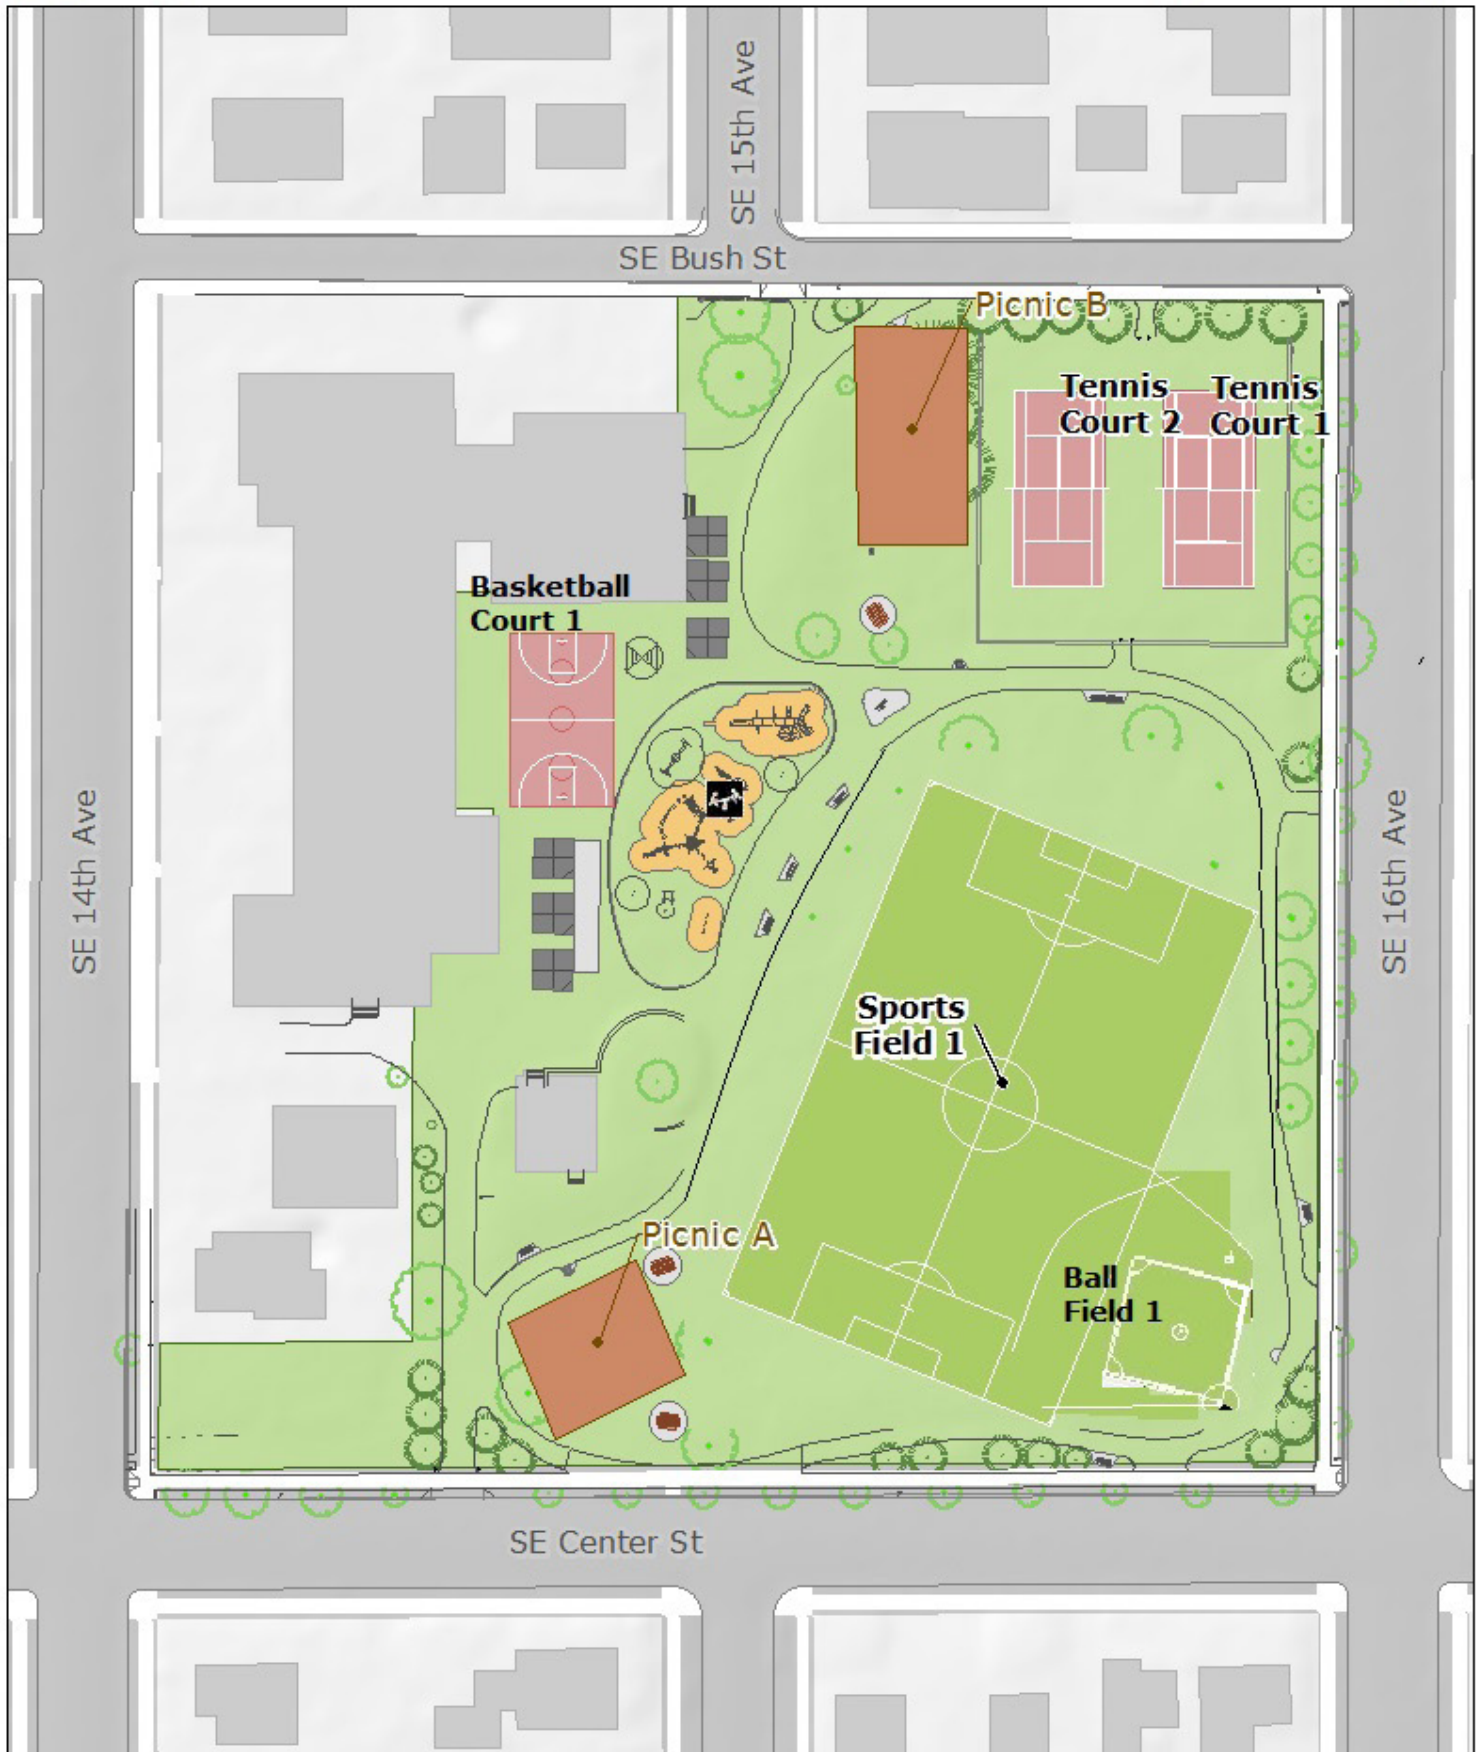 SE 15th Ave
SE Bush St
Picnic B
Tennis
Court 2
Tennis
Court 1
Basketball
Court 1
SE 14th Ave
SE 16th Ave
Sports
Field 1
Picnic A
Ball
Field 1
SE Center St